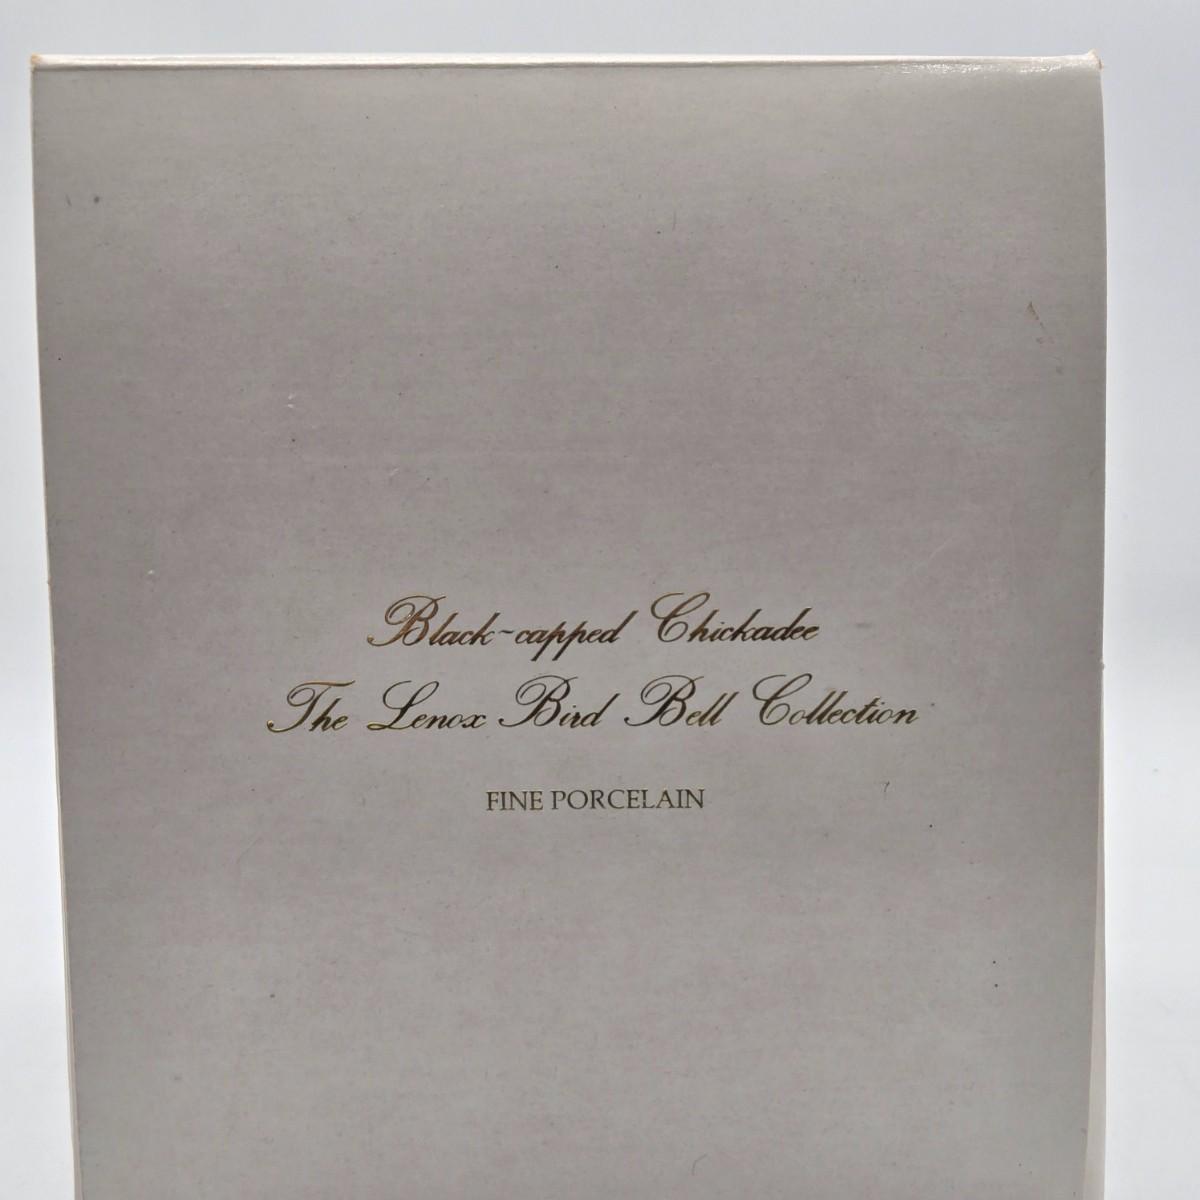 Black-capped Chickadee
The Lenox Bird Bell Collection
FINE PORCELAIN